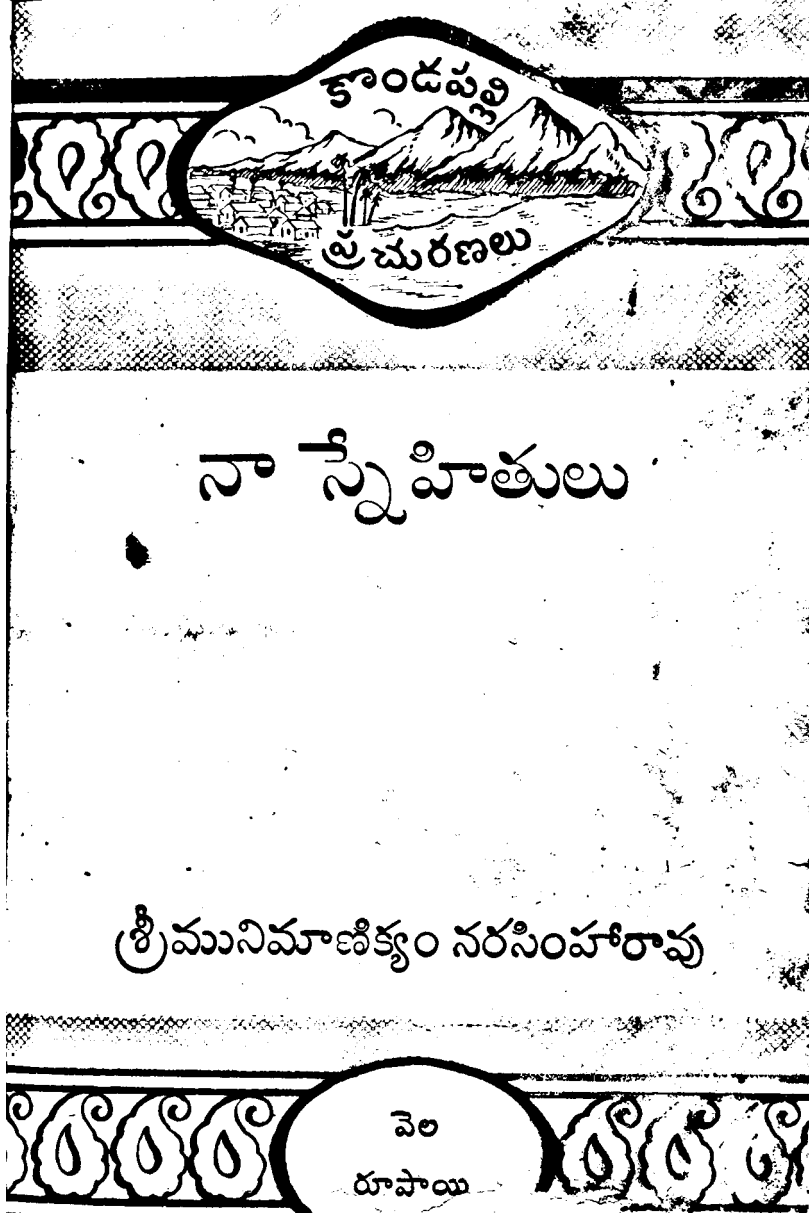 కొండపల్లి
ప్రచురణలు
నా స్నేహితులు
శ్రీమునిమాణిక్యం నరసింహారావు
వెల
రూపాయి